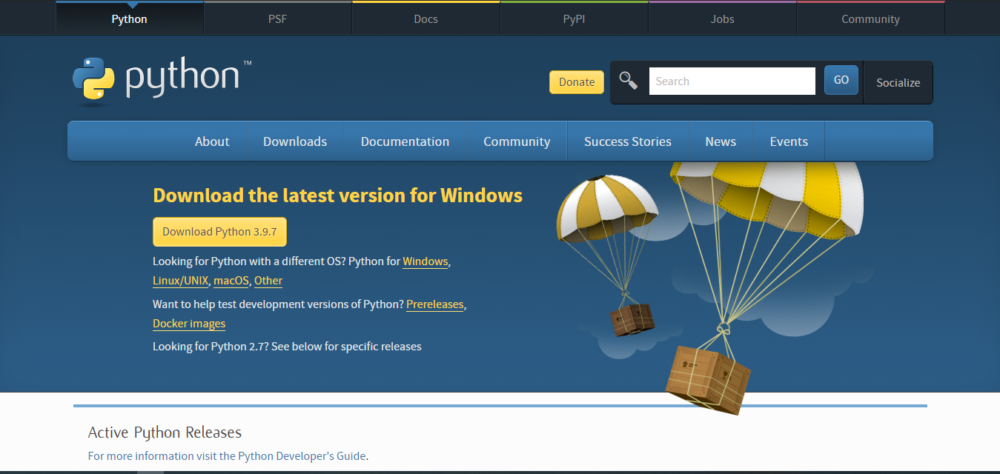 Python PSF Docs PyPI Jobs Community
python™
Donate Search GO Socialize
About Downloads Documentation Community Success Stories News Events
Download the latest version for Windows
Download Python 3.9.7
Looking for Python with a different OS? Python for Windows,
Linux/UNIX, macOS, Other
Want to help test development versions of Python? Prereleases,
Docker images
Looking for Python 2.7? See below for specific releases
Active Python Releases
For more information visit the Python Developer's Guide.